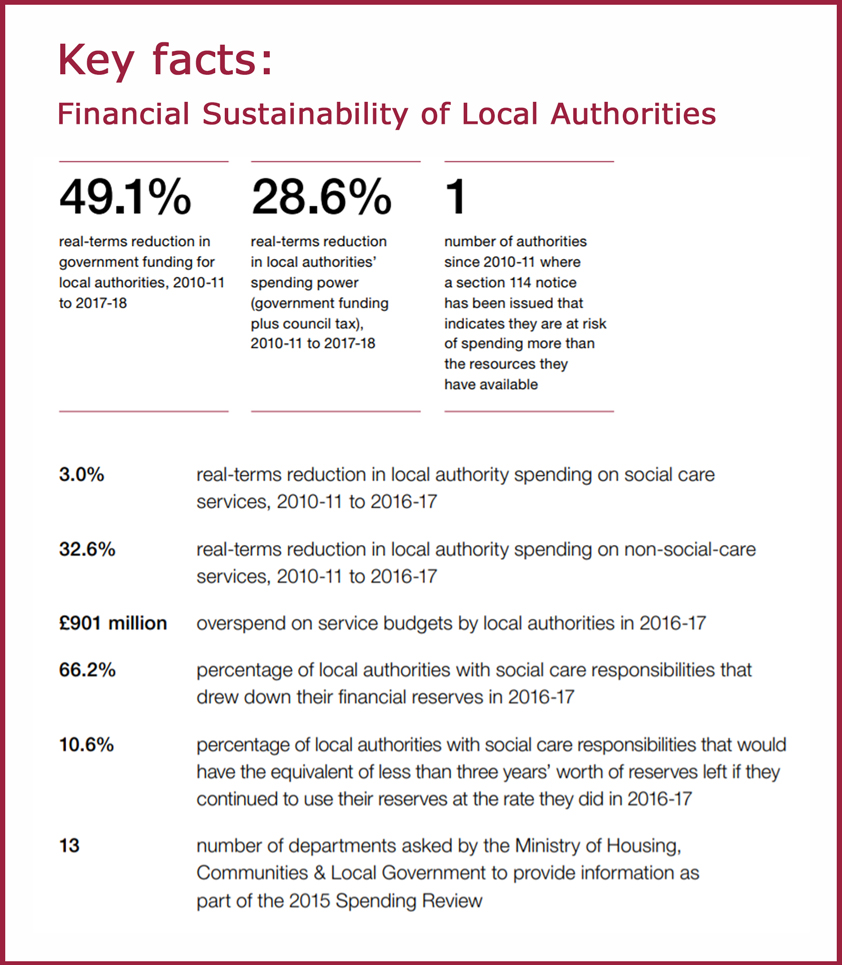 Key facts:
Financial Sustainability of Local Authorities
49.1%
real-terms reduction in
government funding for
local authorities, 2010-11
to 2017-18
28.6%
real-terms reduction
in local authorities’
spending power
(government funding
plus council tax),
2010-11 to 2017-18
1
number of authorities
since 2010-11 where
a section 114 notice
has been issued that
indicates they are at risk
of spending more than
the resources they
have available
3.0%
real-terms reduction in local authority spending on social care
services, 2010-11 to 2016-17
32.6%
real-terms reduction in local authority spending on non-social-care
services, 2010-11 to 2016-17
£901 million
overspend on service budgets by local authorities in 2016-17
66.2%
percentage of local authorities with social care responsibilities that
drew down their financial reserves in 2016-17
10.6%
percentage of local authorities with social care responsibilities that would
have the equivalent of less than three years’ worth of reserves left if they
continued to use their reserves at the rate they did in 2016-17
13
number of departments asked by the Ministry of Housing,
Communities & Local Government to provide information as
part of the 2015 Spending Review